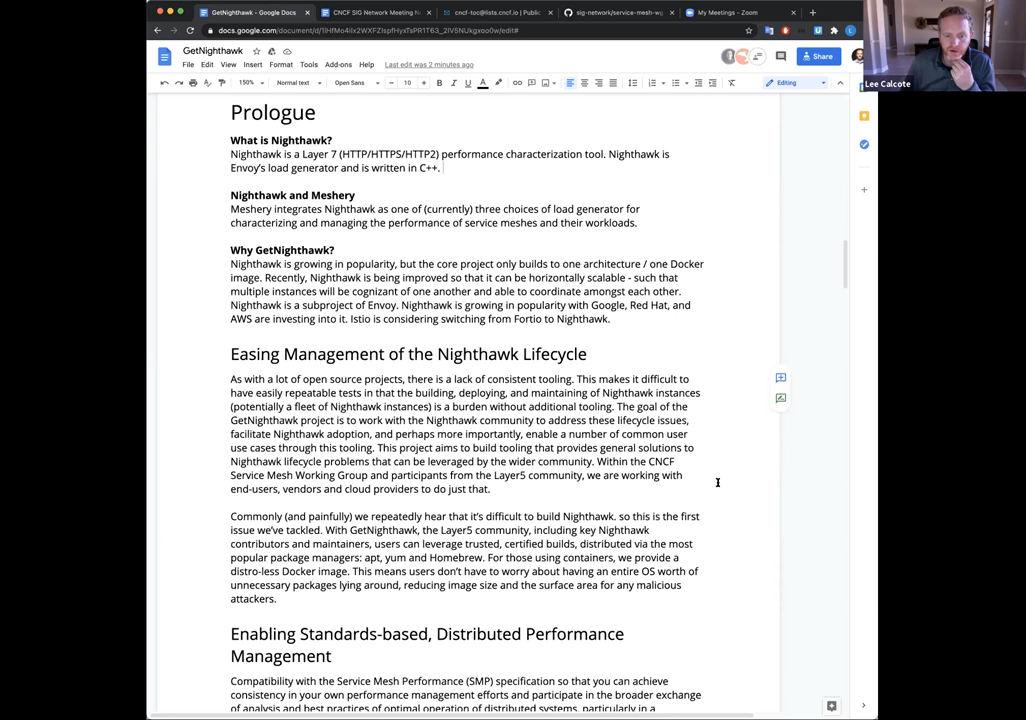 GetNighthawk - Google Docs
CNCF SIG Network Meeting N
cncf-toc@lists.cncf.io | Public
sig-network/service-mesh-wg
My Meetings - Zoom
docs.google.com/document/d/
GetNighthawk
File Edit View Insert Format Tools Add-ons Help Last edit was 2 minutes ago
Share
Lee Calcote
150% Normal text Open Sans 10 B I U A Editing
Prologue
What is Nighthawk?
Nighthawk is a Layer 7 (HTTP/HTTPS/HTTP2) performance characterization tool. Nighthawk is
Envoy's load generator and is written in C++.
Nighthawk and Meshery
Meshery integrates Nighthawk as one of (currently) three choices of load generator for
characterizing and managing the performance of service meshes and their workloads.
Why GetNighthawk?
Nighthawk is growing in popularity, but the core project only builds to one architecture / one Docker
image. Recently, Nighthawk is being improved so that it can be horizontally scalable - such that
multiple instances will be cognizant of one another and able to coordinate amongst each other.
Nighthawk is a subproject of Envoy. Nighthawk is growing in popularity with Google, Red Hat, and
AWS are investing into it. Istio is considering switching from Fortio to Nighthawk.
Easing Management of the Nighthawk Lifecycle
As with a lot of open source projects, there is a lack of consistent tooling. This makes it difficult to
have easily repeatable tests in that the building, deploying, and maintaining of Nighthawk instances
(potentially a fleet of Nighthawk instances) is a burden without additional tooling. The goal of the
GetNighthawk project is to work with the Nighthawk community to address these lifecycle issues,
facilitate Nighthawk adoption, and perhaps more importantly, enable a number of common user
use cases through this tooling. This project aims to build tooling that provides general solutions to
Nighthawk lifecycle problems that can be leveraged by the wider community. Within the CNCF
Service Mesh Working Group and participants from the Layer5 community, we are working with
end-users, vendors and cloud providers to do just that.
Commonly (and painfully) we repeatedly hear that it's difficult to build Nighthawk. so this is the first
issue we've tackled. With GetNighthawk, the Layer5 community, including key Nighthawk
contributors and maintainers, users can leverage trusted, certified builds, distributed via the most
popular package managers: apt, yum and Homebrew. For those using containers, we provide a
distro-less Docker image. This means users don't have to worry about having an entire OS worth of
unnecessary packages lying around, reducing image size and the surface area for any malicious
attackers.
Enabling Standards-based, Distributed Performance
Management
Compatibility with the Service Mesh Performance (SMP) specification so that you can achieve
consistency in your own performance management efforts and participate in the broader exchange
of analysis and best practices of optimal operation of distributed systems, particularly in a